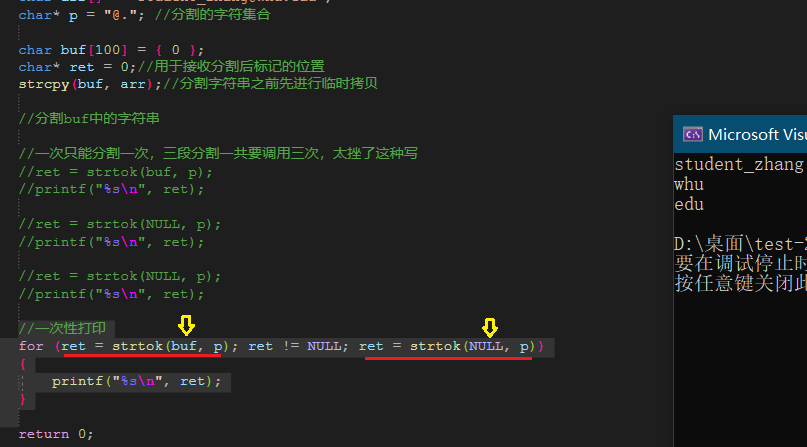 char* p = "@."; //分割的字符集合
char buf[100] = { 0 };
char* ret = 0;//用于接收分割后标记的位置
strcpy(buf, arr);//分割字符串之前先进行临时拷贝
//分割buf中的字符串
//一次只能分割一次，三段分割一共要调用三次，太挫了这种写
//ret = strtok(buf, p);
//printf("%s\n", ret);
//ret = strtok(NULL, p);
//printf("%s\n", ret);
//ret = strtok(NULL, p);
//printf("%s\n", ret);
//一次性打印
for (ret = strtok(buf, p); ret != NULL; ret = strtok(NULL, p))
{
printf("%s\n", ret);
}
return 0;
Microsoft Visu
student_zhang
whu
edu
D:\桌面\test-2
要在调试停止时
按任意键关闭此